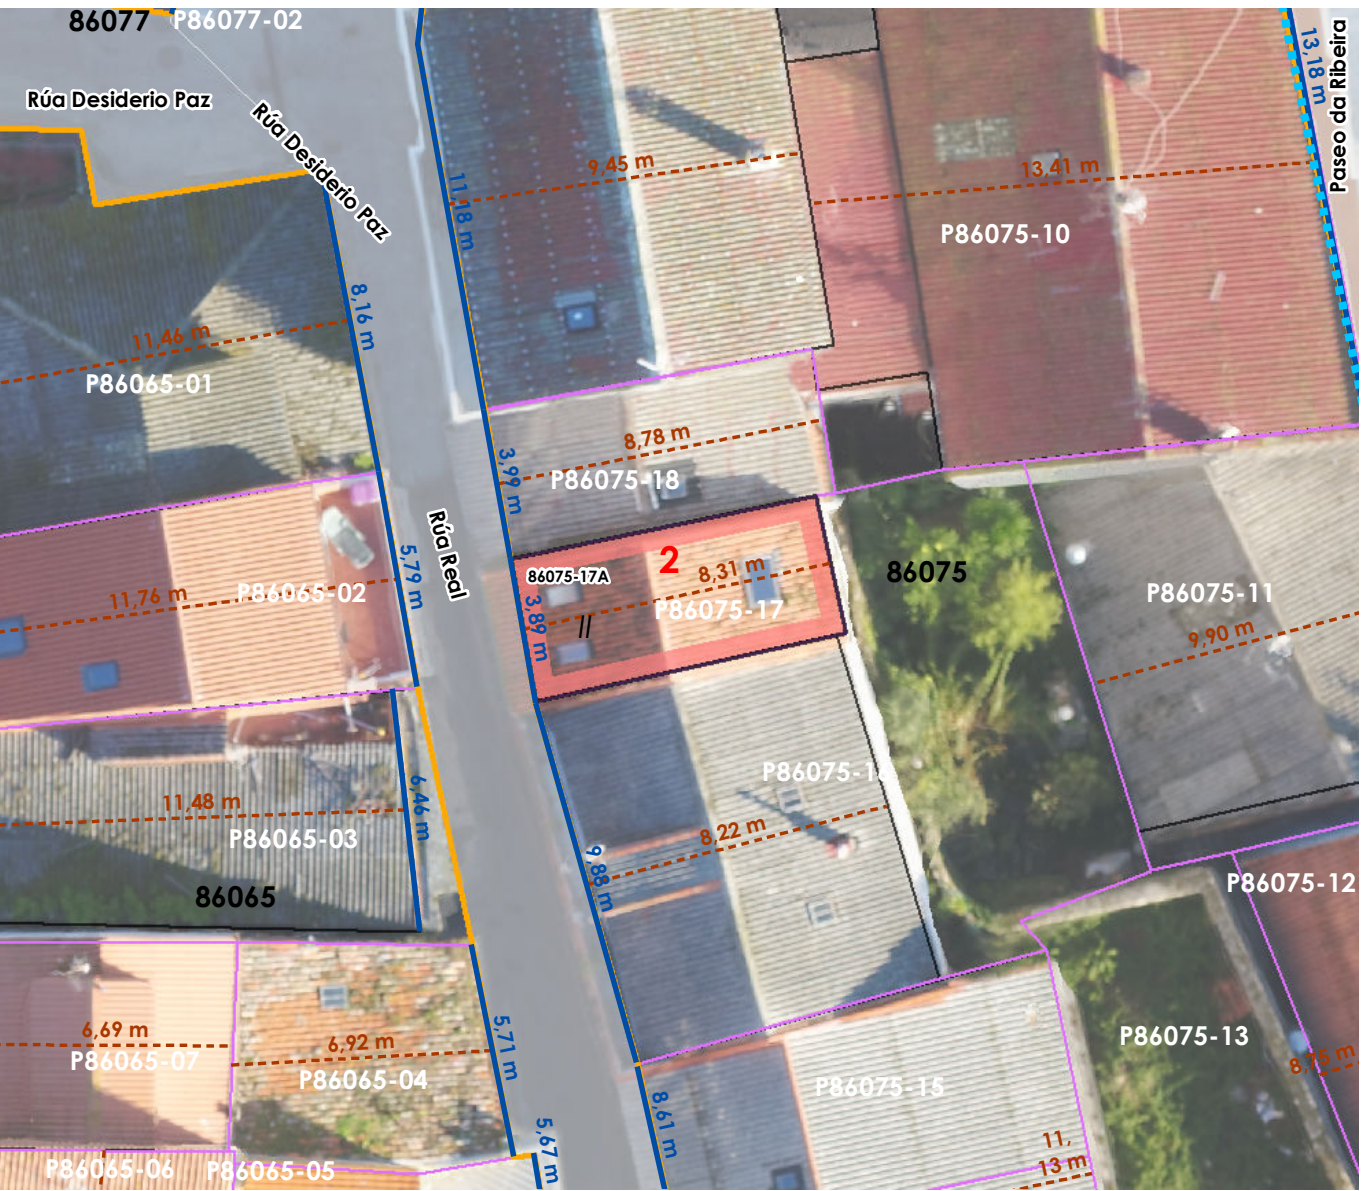 86077
P86077-02
Rúa Desiderio Paz
Rúa Desiderio Paz
13,18 m
Paseo da Ribeira
9,45 m
13,41 m
11,18 m
P86075-10
8,16 m
11,46 m
P86065-01
8,78 m
3,99 m
P86075-18
Rúa Real
5,79 m
2
86075-17A
8,31 m
86075
P86075-17
P86065-02
11,76 m
3,89 m
II
P86075-11
9,90 m
P86075-16
11,48 m
6,46 m
P86065-03
8,22 m
9,88 m
86065
P86075-12
6,69 m
P86065-07
6,92 m
P86065-04
5,71 m
P86075-13
8,75 m
P86075-15
8,61 m
11,
13 m
5,67 m
P86065-06
P86065-05